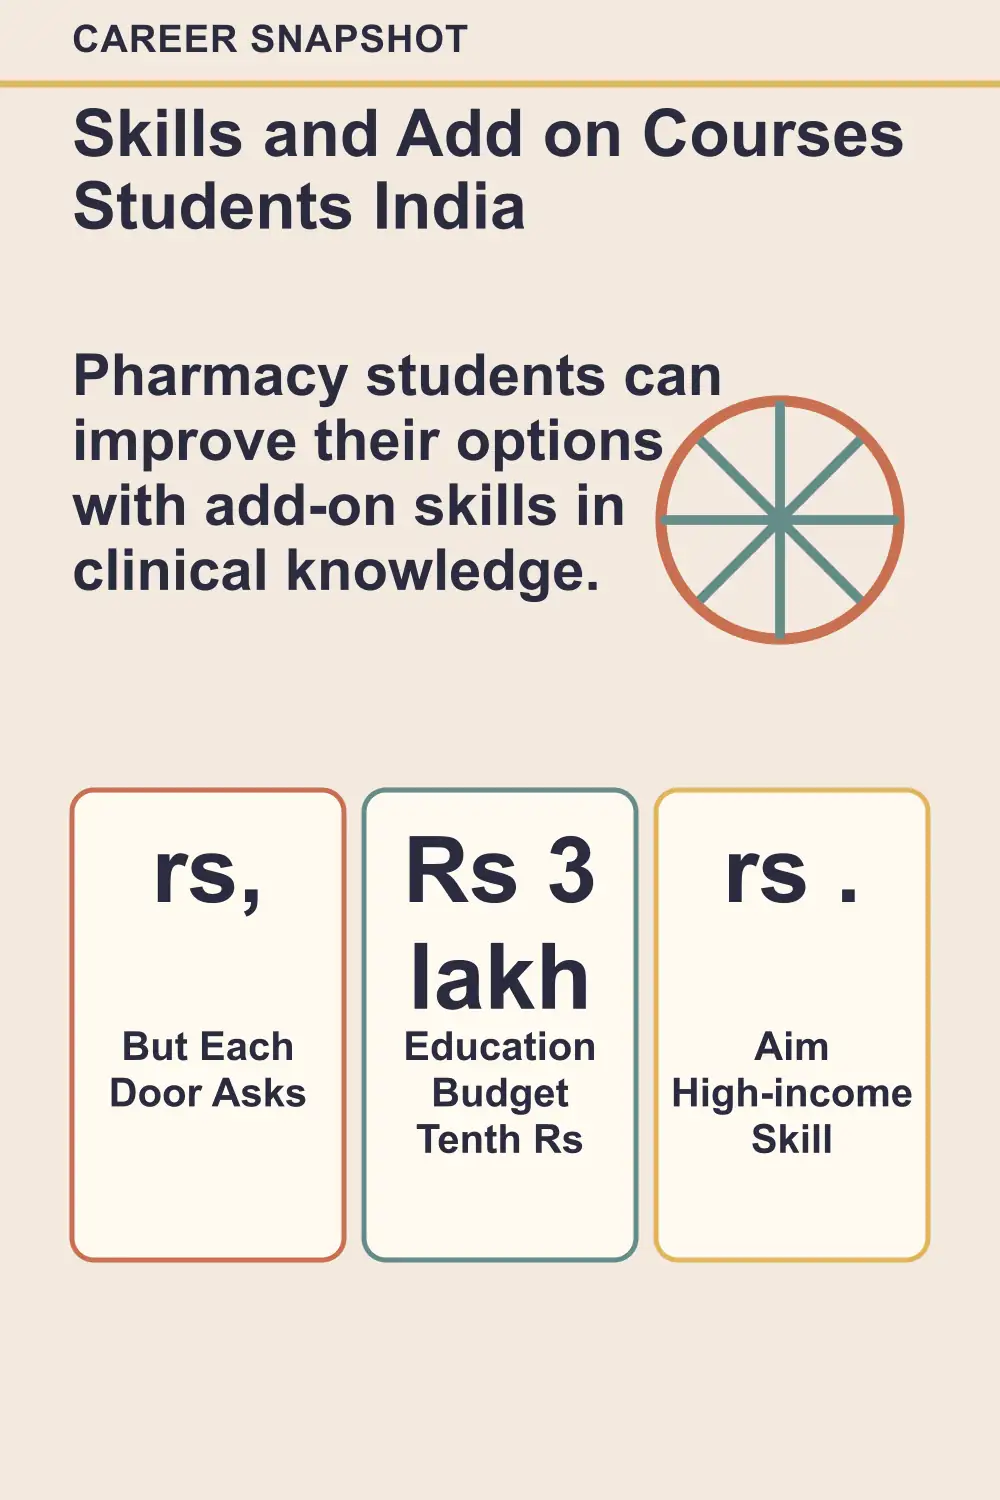 CAREER SNAPSHOT
Skills and Add on Courses
Students India
Pharmacy students can
improve their options
with add-on skills in
clinical knowledge.
rs,
But Each
Door Asks
Rs 3
lakh
Education
Budget
Tenth Rs
rs .
Aim
High-income
Skill